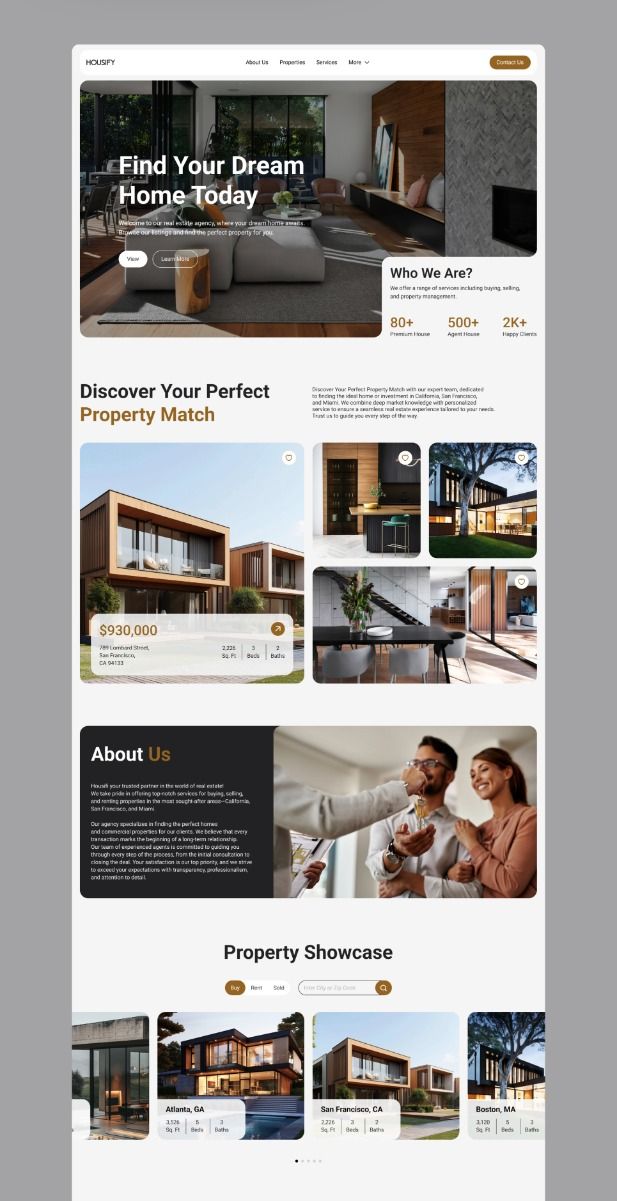 HOUSIFY
About Us
Properties
Services
More
Contact Us
Find Your Dream
Home Today
Welcome to our real estate agency, where your dream home awaits.
Browse our listings and find the perfect property for you.
View
Learn More
Who We Are?
We offer a range of services including buying, selling,
and property management.
80+
Premium House
500+
Agent House
2K+
Happy Clients
Discover Your Perfect
Property Match
Discover Your Perfect Property Match with our expert team, dedicated
to finding the ideal home or investment in California, San Francisco,
and Miami. We combine deep market knowledge with personalized
service to ensure a seamless real estate experience tailored to your needs.
Trust us to guide you every step of the way.
$930,000
789 Lombard Street,
San Francisco,
CA 94133
2,226
Sq. Ft
3
Beds
2
Baths
About Us
Housifi your trusted partner in the world of real estate!
We take pride in offering top-notch services for buying, selling,
and renting properties in the most sought-after areas—California,
San Francisco, and Miami.
Our agency specializes in finding the perfect homes
and commercial properties for our clients. We believe that every
transaction marks the beginning of a long-term relationship.
Our team of experienced agents is committed to guiding you
through every step of the process, from the initial consultation to
closing the deal. Your satisfaction is our top priority, and we strive
to exceed your expectations with transparency, professionalism,
and attention to detail.
Property Showcase
Buy
Rent
Sold
Enter City or Zip Code
Atlanta, GA
3,526
Sq. Ft
5
Beds
3
Baths
San Francisco, CA
2,226
Sq. Ft
3
Beds
2
Baths
Boston, MA
3,120
Sq. Ft
5
Beds
3
Baths